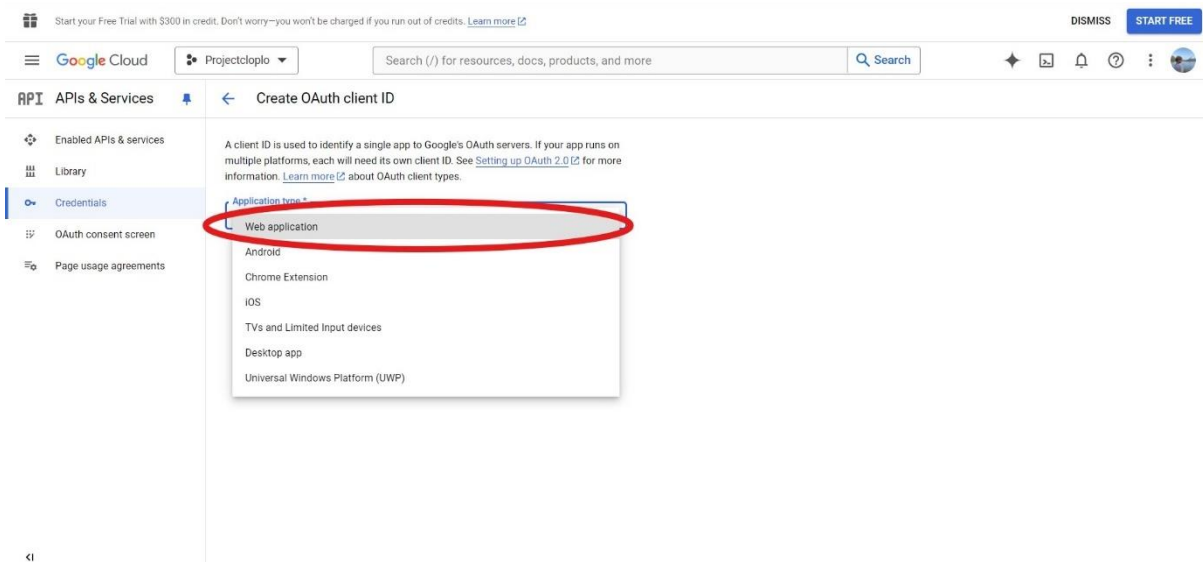 Start your Free Trial with $300 in credit. Don't worry—you won't be charged if you run out of credits. Learn more
DISMISS
START FREE
Google Cloud
Projectcloplo
Search (/) for resources, docs, products, and more
Search
API APIs & Services
Create OAuth client ID
Enabled APIs & services
Library
Credentials
OAuth consent screen
Page usage agreements
A client ID is used to identify a single app to Google's OAuth servers. If your app runs on
multiple platforms, each will need its own client ID. See Setting up OAuth 2.0 for more
information. Learn more about OAuth client types.
Application type *
Web application
Android
Chrome Extension
iOS
TVs and Limited Input devices
Desktop app
Universal Windows Platform (UWP)